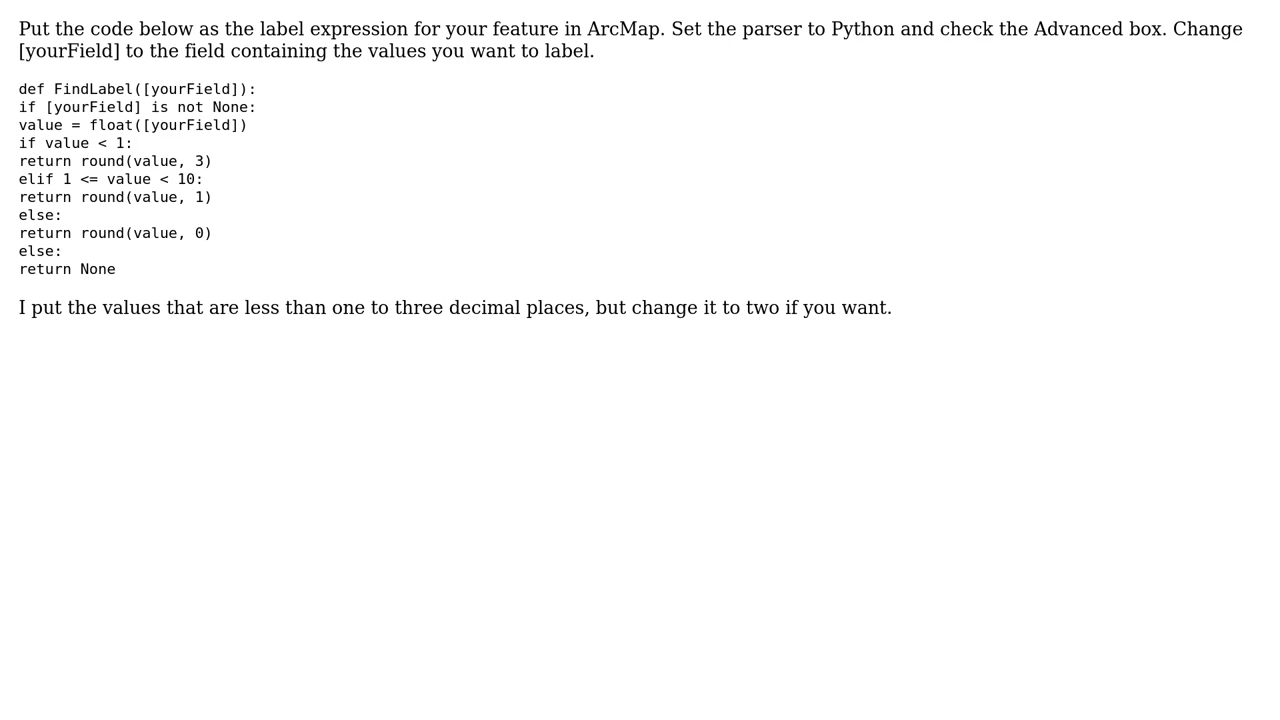 Put the code below as the label expression for your feature in ArcMap. Set the parser to Python and check the Advanced box. Change
[yourField] to the field containing the values you want to label.
def FindLabel([yourField]):
if [yourField] is not None:
value = float([yourField])
if value < 1:
return round(value, 3)
elif 1 <= value < 10:
return round(value, 1)
else:
return round(value, 0)
else:
return None
I put the values that are less than one to three decimal places, but change it to two if you want.